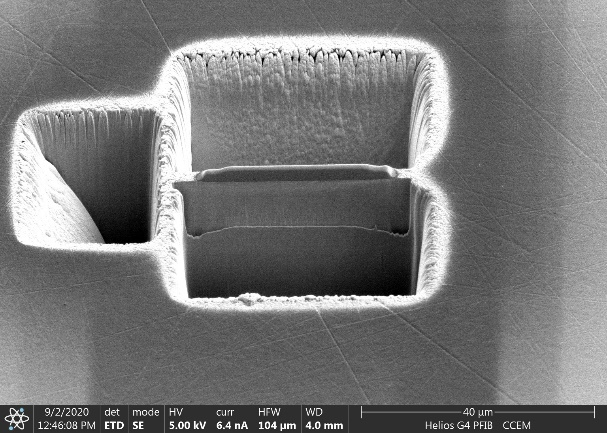 9/2/2020 det mode HV curr HFW WD 40 µm
12:46:08 PM ETD SE 5.00 kV 6.4 nA 104 µm 4.0 mm Helios G4 PFIB CCEM